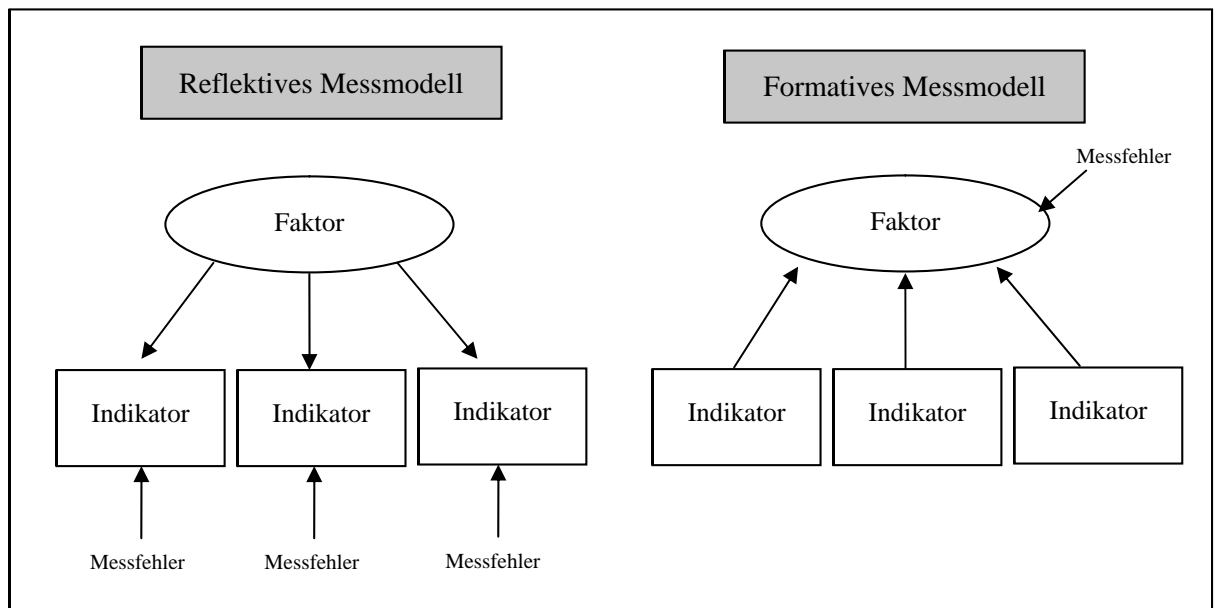 Reflektives Messmodell
Formatives Messmodell
Messfehler
Faktor
Faktor
Indikator
Indikator
Indikator
Indikator
Indikator
Indikator
Messfehler
Messfehler
Messfehler